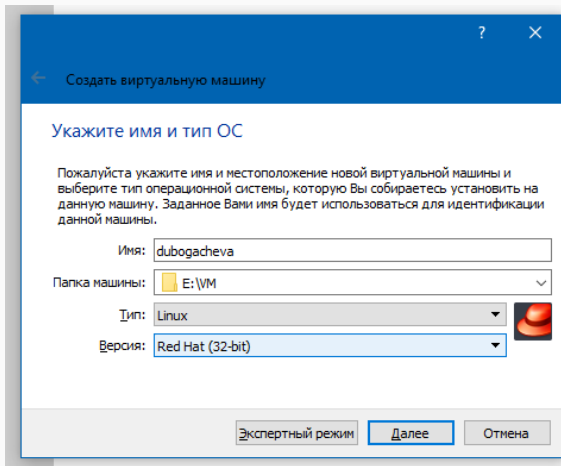 ?
Создать виртуальную машину
Укажите имя и тип ОС
Пожалуйста укажите имя и местоположение новой виртуальной машины и
выберите тип операционной системы, которую Вы собираетесь установить на
данную машину. Заданное Вами имя будет использоваться для идентификации
данной машины.
Имя: dubogacheva
Папка машины: E:\VM
Тип: Linux
Версия: Red Hat (32-bit)
Экспертный режим Далее Отмена